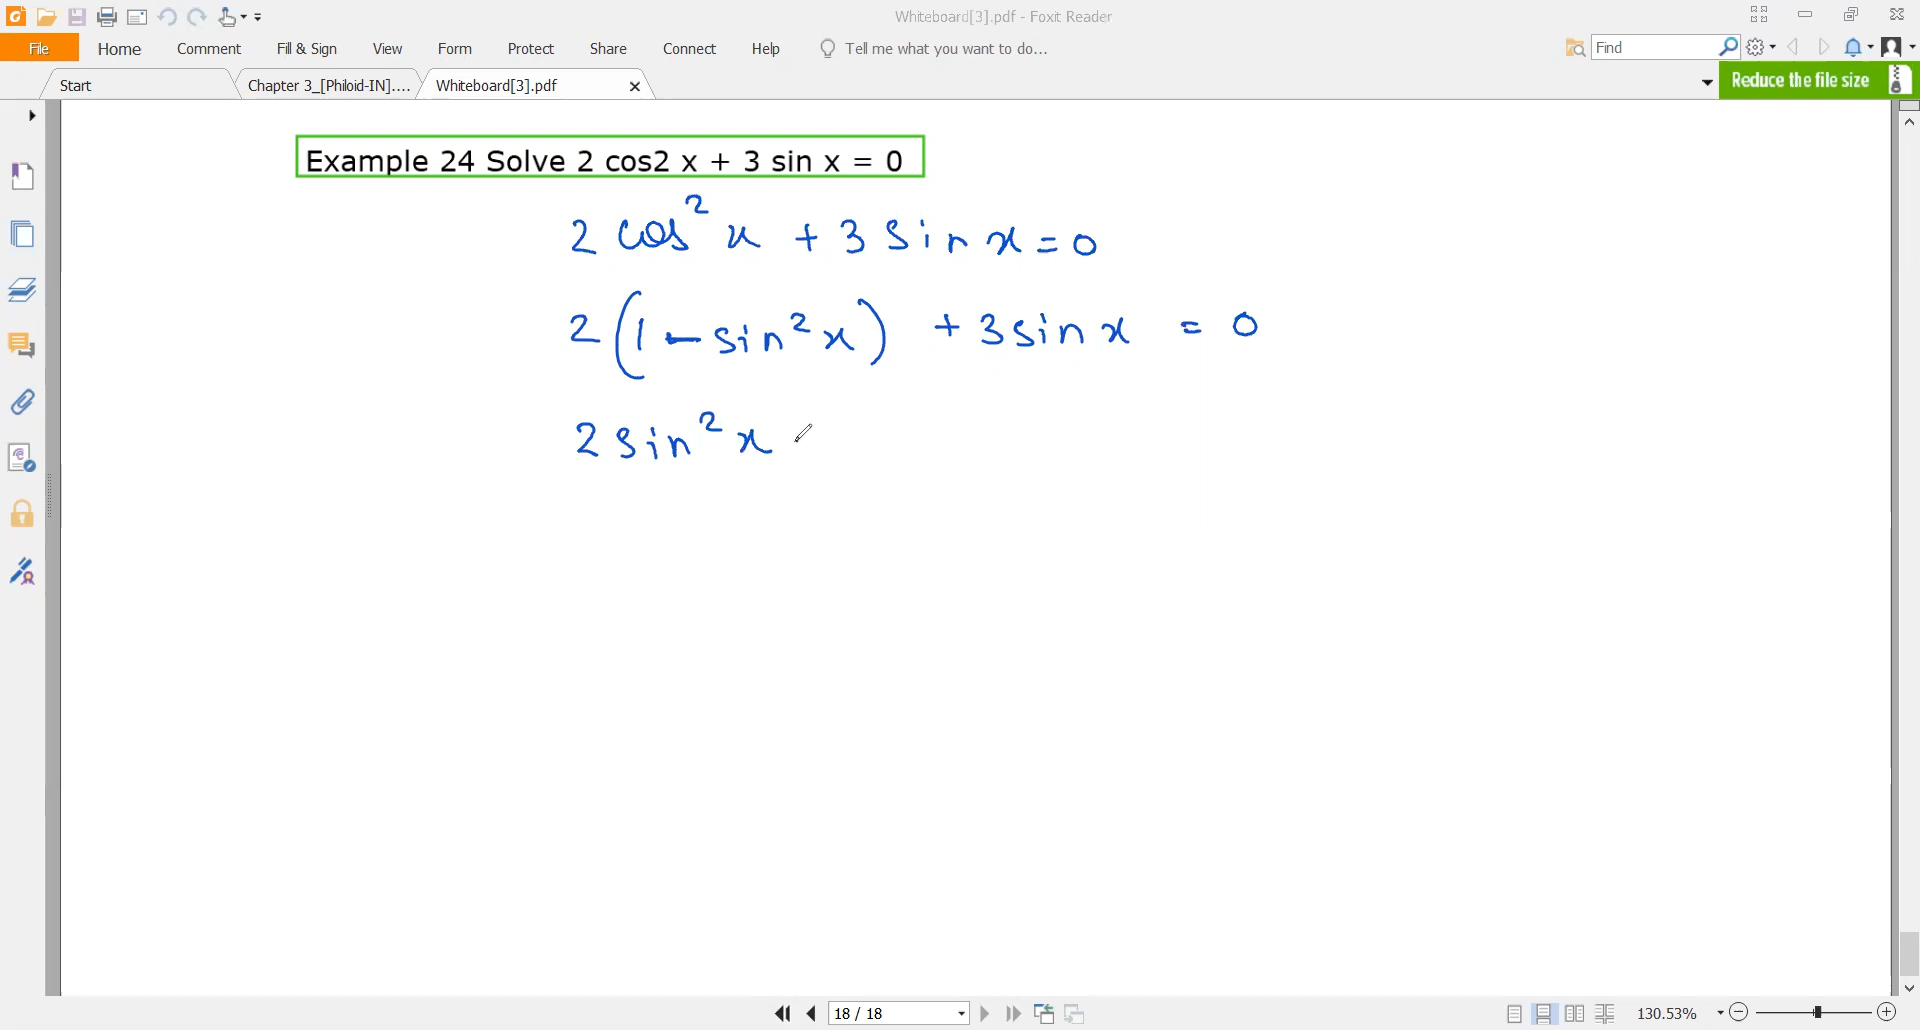 Whiteboard[3].pdf - Foxit Reader
File Home Comment Fill & Sign View Form Protect Share Connect Help Tell me what you want to do... Find
Start Chapter 3_[Philoid-IN].... Whiteboard[3].pdf Reduce the file size
Example 24 Solve 2 cos2 x + 3 sin x = 0
2 cos² x + 3 sin x = 0
2 (1 - sin² x) + 3 sin x = 0
2 sin² x
18 / 18 130.53%